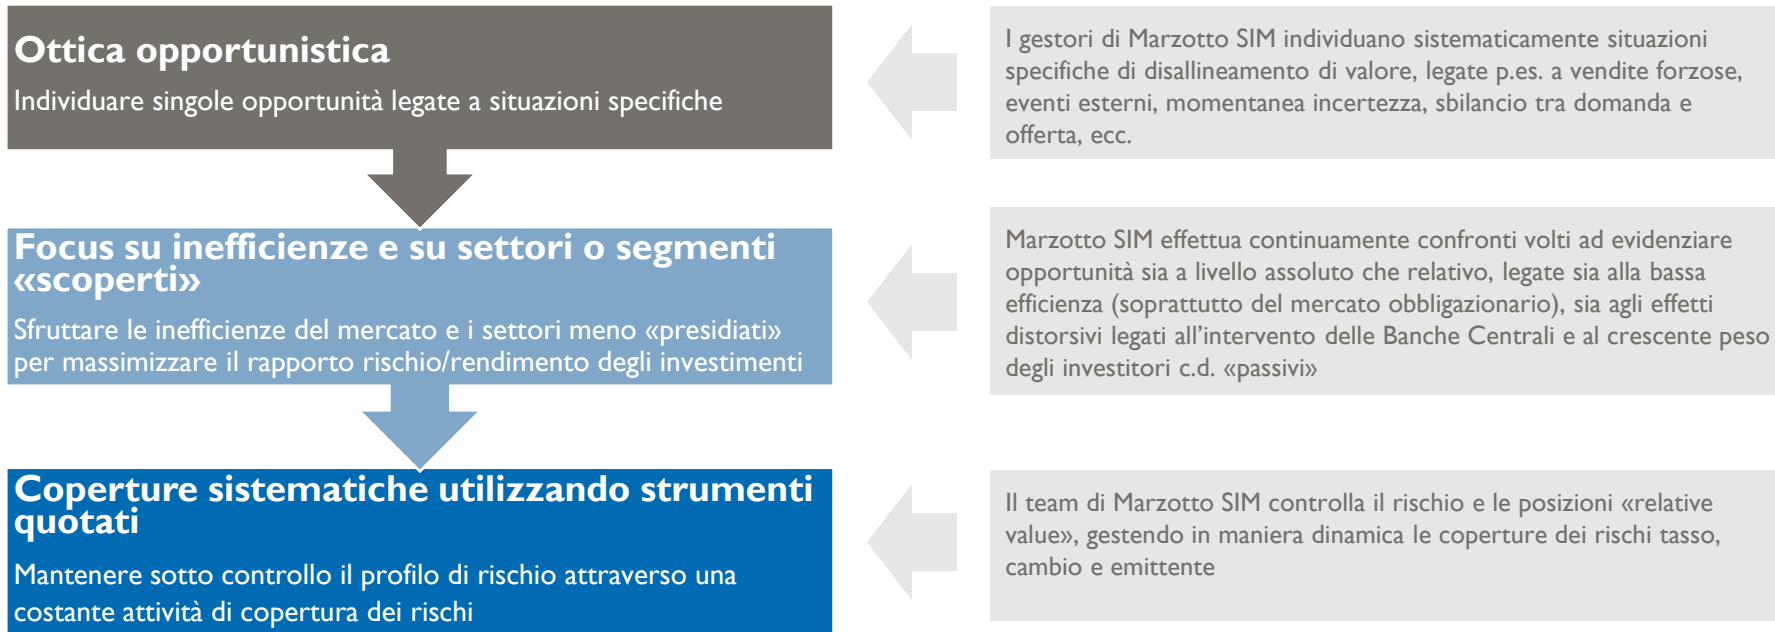 Ottica opportunistica
Individuare singole opportunità legate a situazioni specifiche
I gestori di Marzotto SIM individuano sistematicamente situazioni
specifiche di disallineamento di valore, legate p.es. a vendite forzose,
eventi esterni, momentanea incertezza, sbilancio tra domanda e
offerta, ecc.
Focus su inefficienze e su settori o segmenti
«scoperti»
Sfruttare le inefficienze del mercato e i settori meno «presidiati»
per massimizzare il rapporto rischio/rendimento degli investimenti
Marzotto SIM effettua continuamente confronti volti ad evidenziare
opportunità sia a livello assoluto che relativo, legate sia alla bassa
efficienza (soprattutto del mercato obbligazionario), sia agli effetti
distorsivi legati all'intervento delle Banche Centrali e al crescente peso
degli investitori c.d. «passivi»
Coperture sistematiche utilizzando strumenti
quotati
Mantenere sotto controllo il profilo di rischio attraverso una
costante attività di copertura dei rischi
Il team di Marzotto SIM controlla il rischio e le posizioni «relative
value», gestendo in maniera dinamica le coperture dei rischi tasso,
cambio e emittente